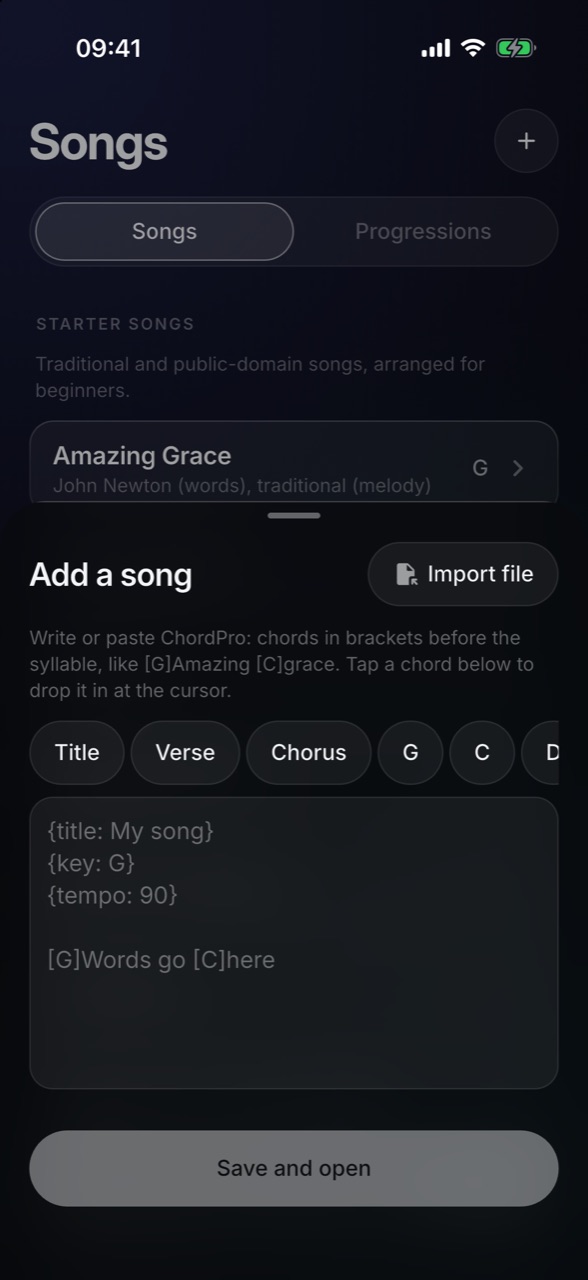 09:41
Songs
+
Songs
Progressions
STARTER SONGS
Traditional and public-domain songs, arranged for
beginners.
Amazing Grace
G
John Newton (words), traditional (melody)
Add a song
Import file
Write or paste ChordPro: chords in brackets before the
syllable, like [G]Amazing [C]grace. Tap a chord below to
drop it in at the cursor.
Title
Verse
Chorus
G
C
D
{title: My song}
{key: G}
{tempo: 90}
[G]Words go [C]here
Save and open